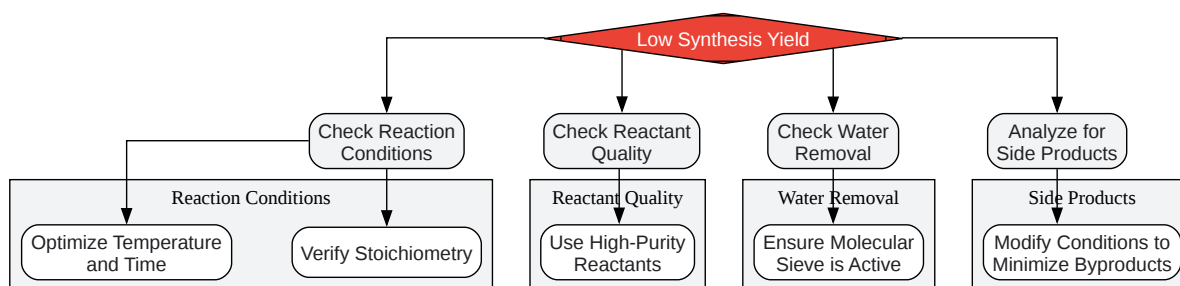 Low Synthesis Yield
Check Reaction
Conditions
Check Reactant
Quality
Check Water
Removal
Analyze for
Side Products
Reaction Conditions
Reactant Quality
Water Removal
Side Products
Optimize Temperature
and Time
Verify Stoichiometry
Use High-Purity
Reactants
Ensure Molecular
Sieve is Active
Modify Conditions to
Minimize Byproducts